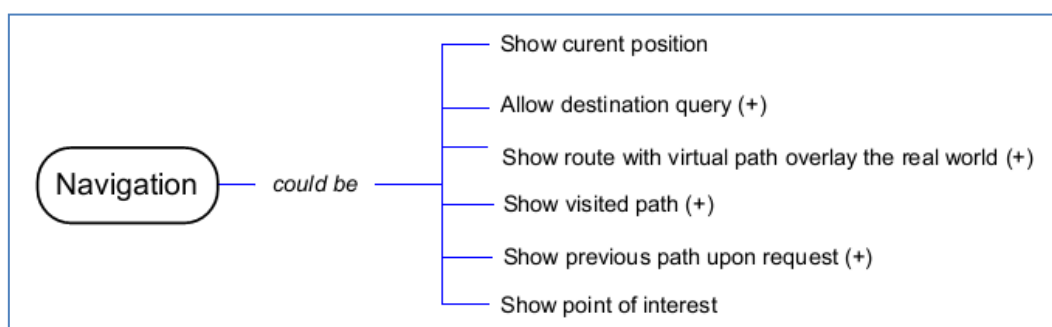 Show curent position
Allow destination query (+)
Show route with virtual path overlay the real world (+)
Navigation
could be
Show visited path (+)
Show previous path upon request (+)
Show point of interest